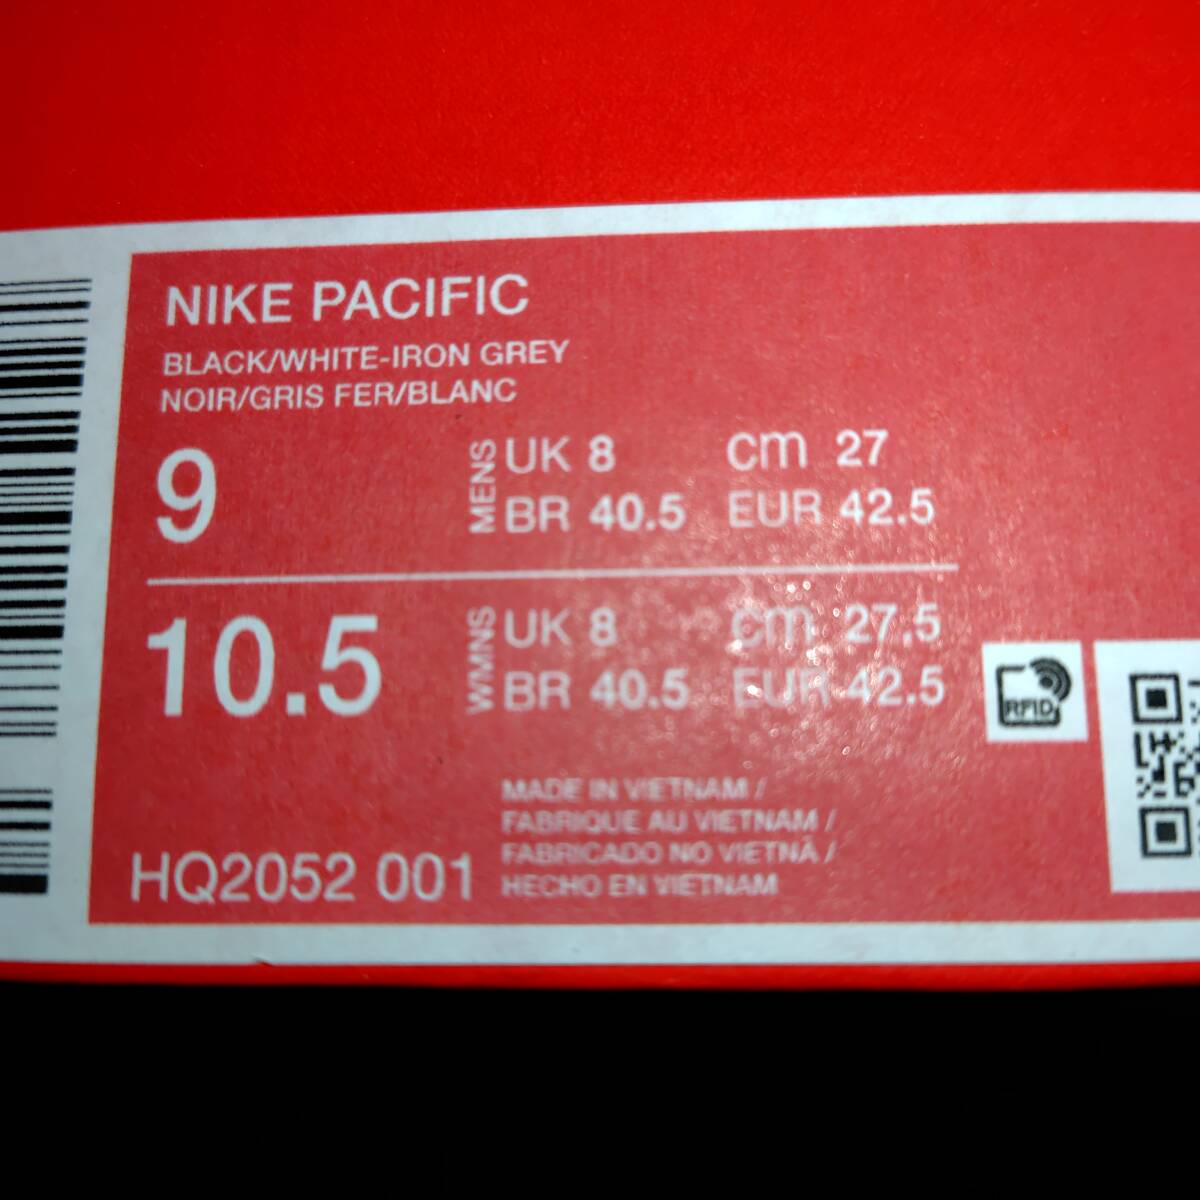 NIKE PACIFIC
BLACK/WHITE-IRON GREY
NOIR/GRIS FER/BLANC
9 MENS UK 8 cm 27
BR 40.5 EUR 42.5
10.5 WMNS UK 8 cm 27.5
BR 40.5 EUR 42.5
RFID
MADE IN VIETNAM /
FABRIQUE AU VIETNAM /
FABRICADO NO VIETNÃ /
HECHO EN VIETNAM
HQ2052 001